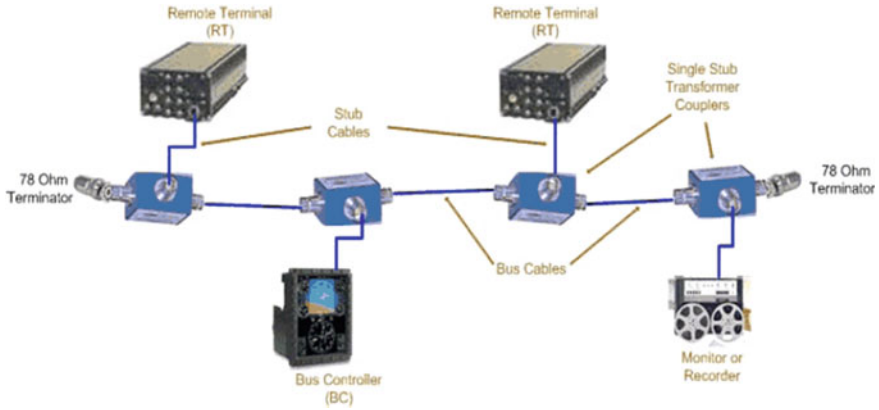 Remote Terminal
(RT)
Remote Terminal
(RT)
Single Stub
Transformer
Couplers
Stub
Cables
78 Ohm
Terminator
78 Ohm
Terminator
Bus Cables
Bus Controller
(BC)
Monitor or
Recorder